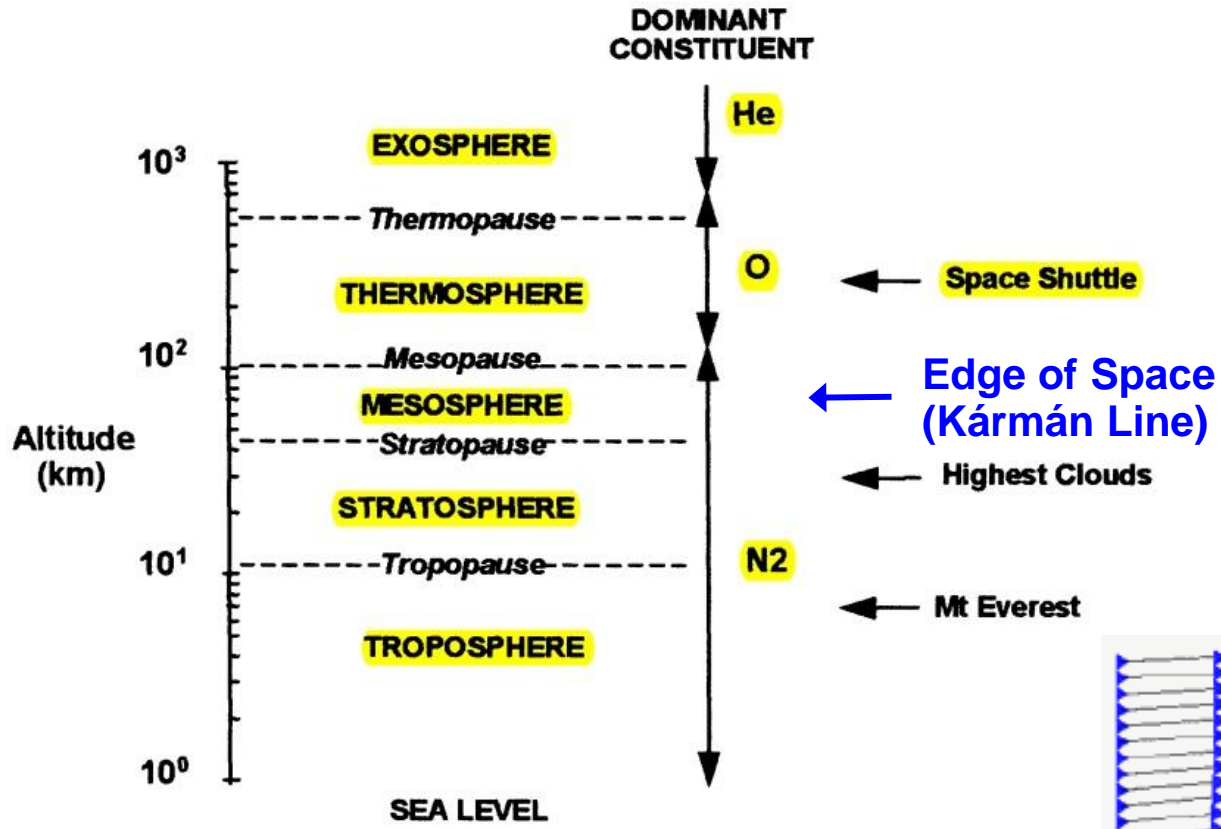 DOMINANT
CONSTITUENT
He
EXOSPHERE
10³
Thermopause
O
THERMOSPHERE
Space Shuttle
10²
Mesopause
Edge of Space
(Kármán Line)
MESOSPHERE
Altitude
(km)
Stratopause
Highest Clouds
STRATOSPHERE
10¹
Tropopause
N2
Mt Everest
TROPOSPHERE
10⁰
SEA LEVEL